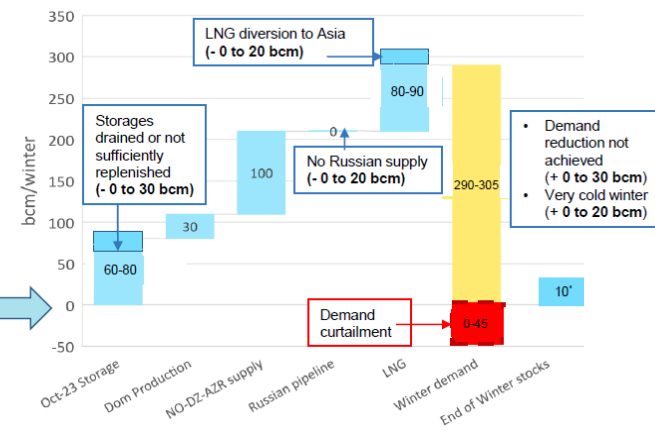 350
300
250
200
150
100
50
0
-50
bcm/winter
LNG diversion to Asia
(- 0 to 20 bcm)
Storages
drained or not
sufficiently
replenished
(- 0 to 30 bcm)
60-80
30
100
0
No Russian supply
(- 0 to 20 bcm)
80-90
290-305
• Demand
reduction not
achieved
(+ 0 to 30 bcm)
• Very cold winter
(+ 0 to 20 bcm)
Demand
curtailment
0-45
10*
Oct-23 Storage
Dom Production
NO-DZ-AZR supply
Russian pipeline
LNG
Winter demand
End of Winter stocks